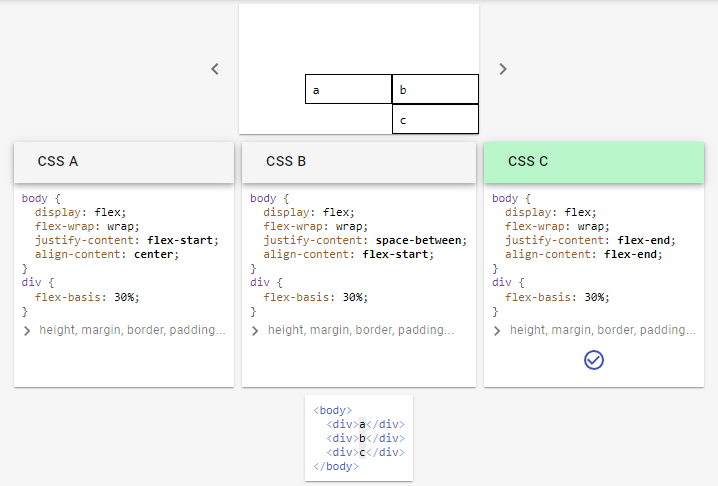 a
b
c
CSS A
body {
display: flex;
flex-wrap: wrap;
justify-content: flex-start;
align-content: center;
}
div {
flex-basis: 30%;
}
height, margin, border, padding...
CSS B
body {
display: flex;
flex-wrap: wrap;
justify-content: space-between;
align-content: flex-start;
}
div {
flex-basis: 30%;
}
height, margin, border, padding...
CSS C
body {
display: flex;
flex-wrap: wrap;
justify-content: flex-end;
align-content: flex-end;
}
div {
flex-basis: 30%;
}
height, margin, border, padding...
<body>
<div>a</div>
<div>b</div>
<div>c</div>
</body>